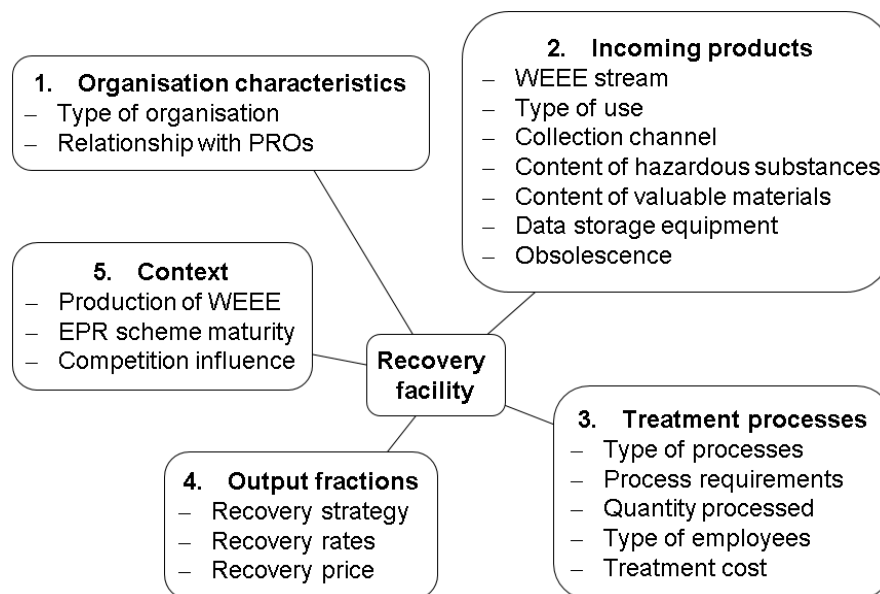 1. Organisation characteristics
– Type of organisation
– Relationship with PROs
2. Incoming products
– WEEE stream
– Type of use
– Collection channel
– Content of hazardous substances
– Content of valuable materials
– Data storage equipment
– Obsolescence
5. Context
– Production of WEEE
– EPR scheme maturity
– Competition influence
Recovery
facility
3. Treatment processes
– Type of processes
– Process requirements
– Quantity processed
– Type of employees
– Treatment cost
4. Output fractions
– Recovery strategy
– Recovery rates
– Recovery price